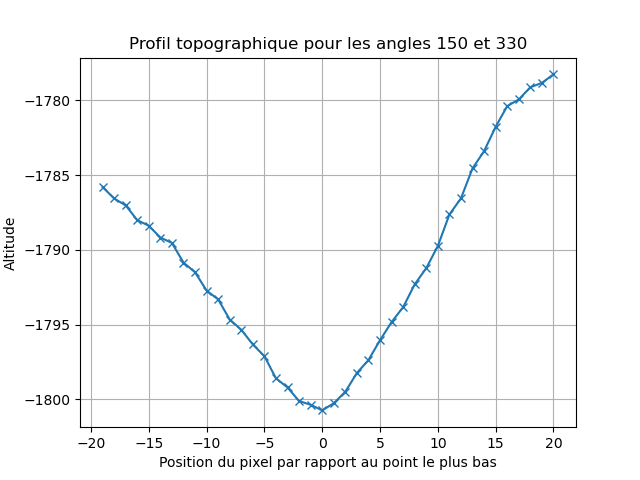 Profil topographique pour les angles 150 et 330
Altitude
−1780
−1785
−1790
−1795
−1800
−20 −15 −10 −5 0 5 10 15 20
Position du pixel par rapport au point le plus bas